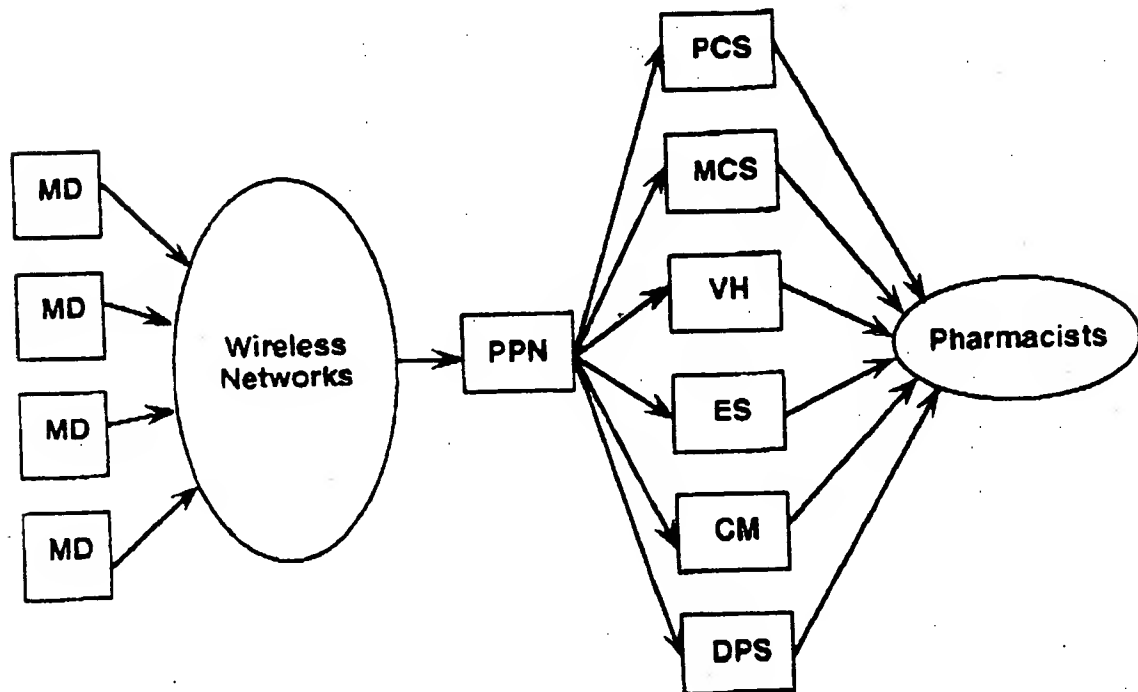 MD
MD
MD
MD
Wireless
Networks
PPN
PCS
MCS
VH
ES
CM
DPS
Pharmacists